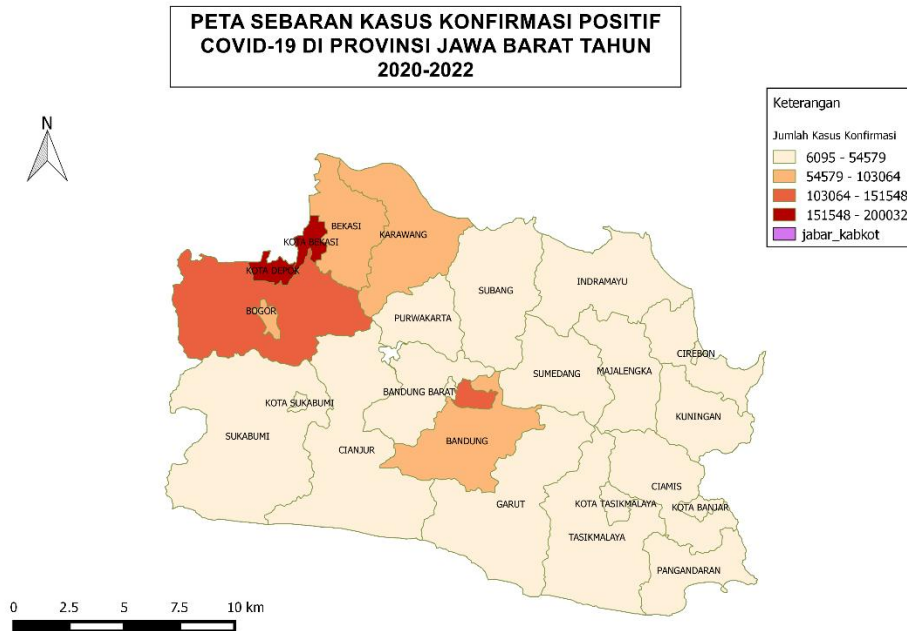 PETA SEBARAN KASUS KONFIRMASI POSITIF
COVID-19 DI PROVINSI JAWA BARAT TAHUN
2020-2022
Keterangan
Jumlah Kasus Konfirmasi
6095 - 54579
54579 - 103064
103064 - 151548
151548 - 200032
jabar_kabkot
N
BEKASI
KOTA BEKASI
KARAWANG
KOTA DEPOK
INDRAMAYU
SUBANG
BOGOR
PURWAKARTA
CIREBON
SUMEDANG
MAJALENGKA
BANDUNG BARAT
KOTA SUKABUMI
KUNINGAN
SUKABUMI
BANDUNG
CIANJUR
CIAMIS
GARUT
KOTA TASIKMALAYA
KOTA BANJAR
TASIKMALAYA
PANGANDARAN
0 2.5 5 7.5 10 km